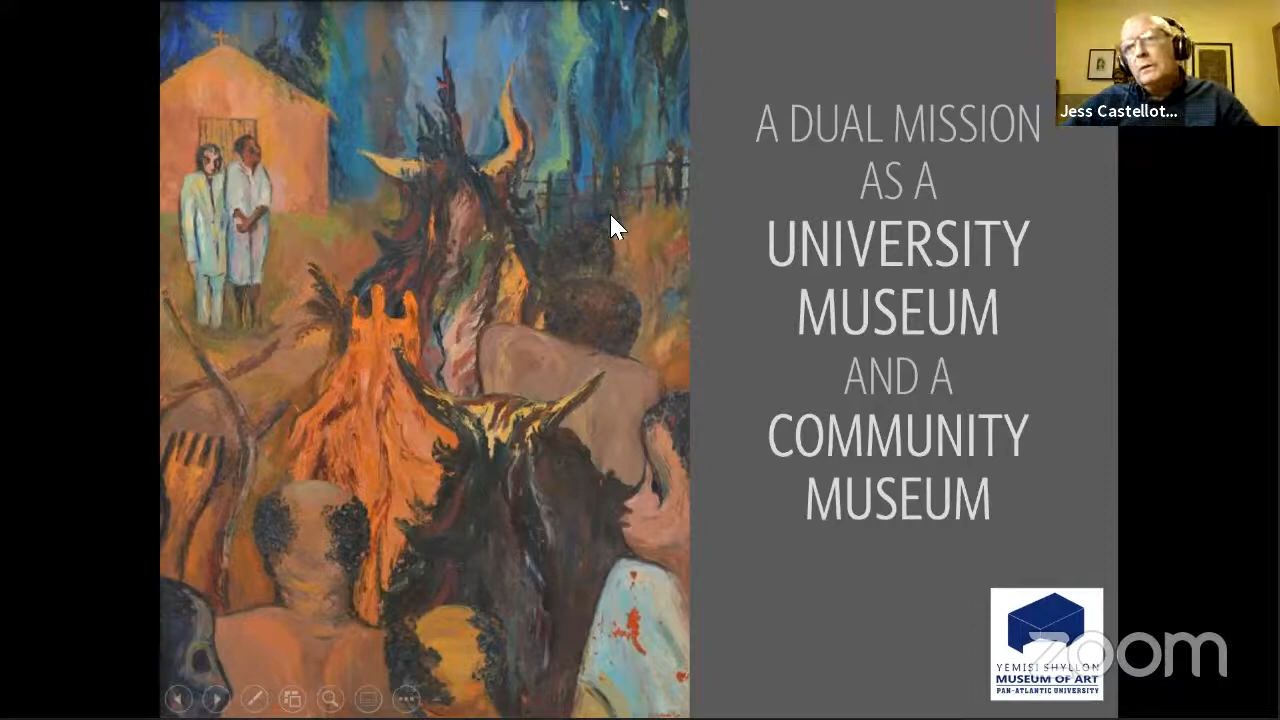 A DUAL MISSION
AS A
UNIVERSITY
MUSEUM
AND A
COMMUNITY
MUSEUM
Jess Castellot...
YEMISI SHYLLON
MUSEUM OF ART
PAN-ATLANTIC UNIVERSITY
zoom